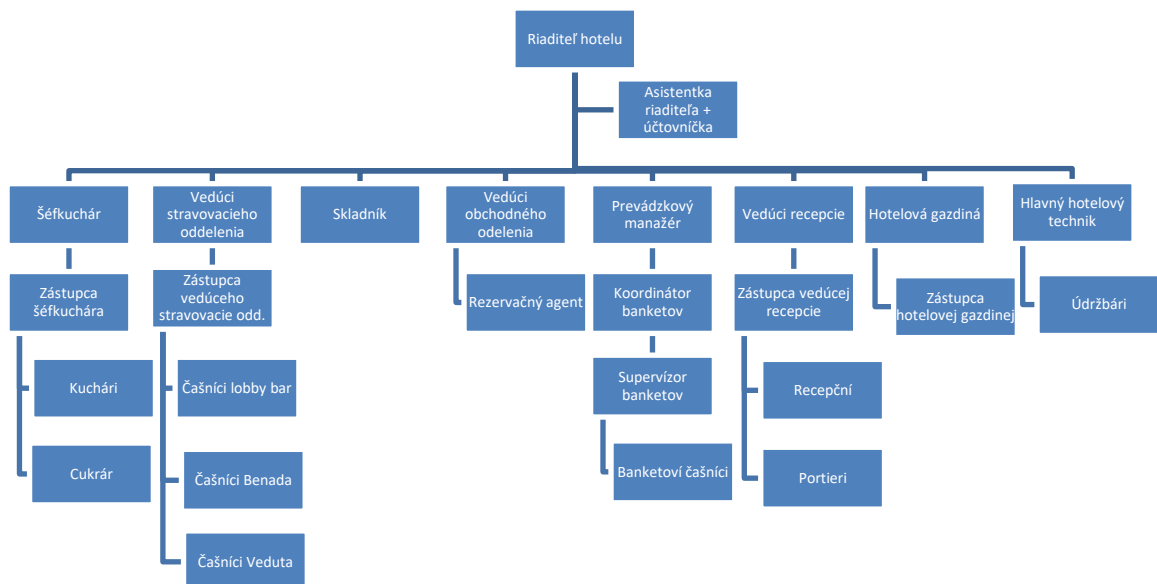 Riaditeľ hotelu
Asistentka
riaditeľa +
účtovníčka
Šéfkuchár
Vedúci
stravovacieho
oddelenia
Skladník
Vedúci
obchodného
odelenia
Prevádzkový
manažér
Vedúci recepcie
Hotelová gazdiná
Hlavný hotelový
technik
Zástupca
šéfkuchára
Zástupca
vedúceho
stravovacie odd.
Rezervačný agent
Koordinátor
banketov
Zástupca vedúcej
recepcie
Zástupca
hotelovej gazdinej
Údržbári
Kuchári
Čašníci lobby bar
Supervízor
banketov
Recepční
Cukrár
Čašníci Benada
Banketoví čašníci
Portieri
Čašníci Veduta